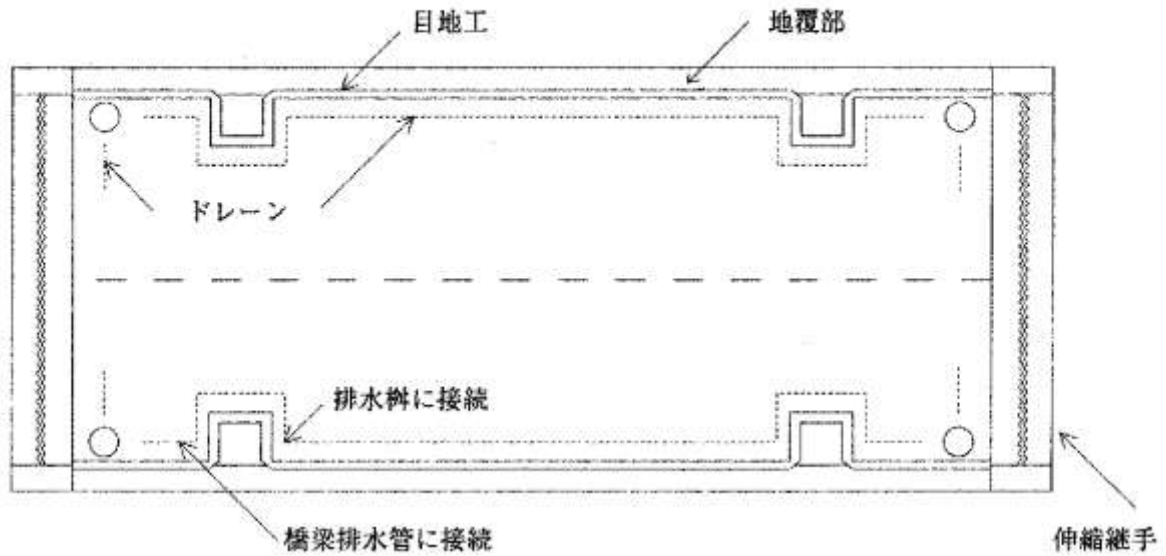 目地工
地覆部
ドレーン
排水桝に接続
橋梁排水管に接続
伸縮継手